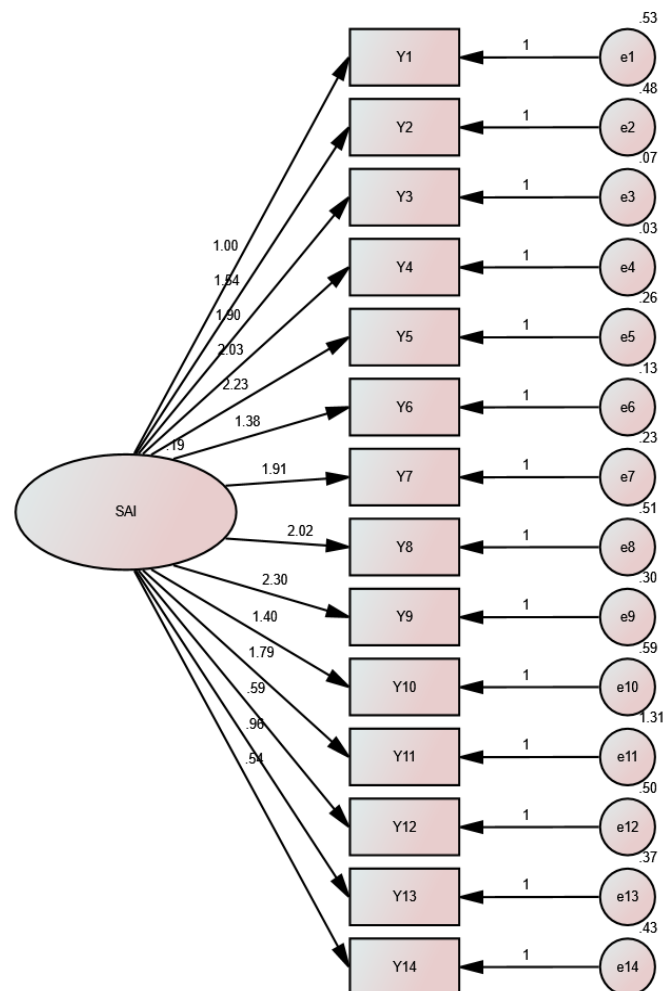 .53
Y1
1
e1
.48
Y2
1
e2
.07
Y3
1
e3
.03
1.00
Y4
1
e4
.26
1.54
1.90
Y5
1
e5
.13
2.03
2.23
Y6
1
e6
.23
1.38
.19
1.91
Y7
1
e7
.51
SAI
2.02
Y8
1
e8
.30
2.30
Y9
1
e9
.59
1.40
1.79
Y10
1
e10
1.31
.59
.96
Y11
1
e11
.50
.54
Y12
1
e12
.37
Y13
1
e13
.43
Y14
1
e14